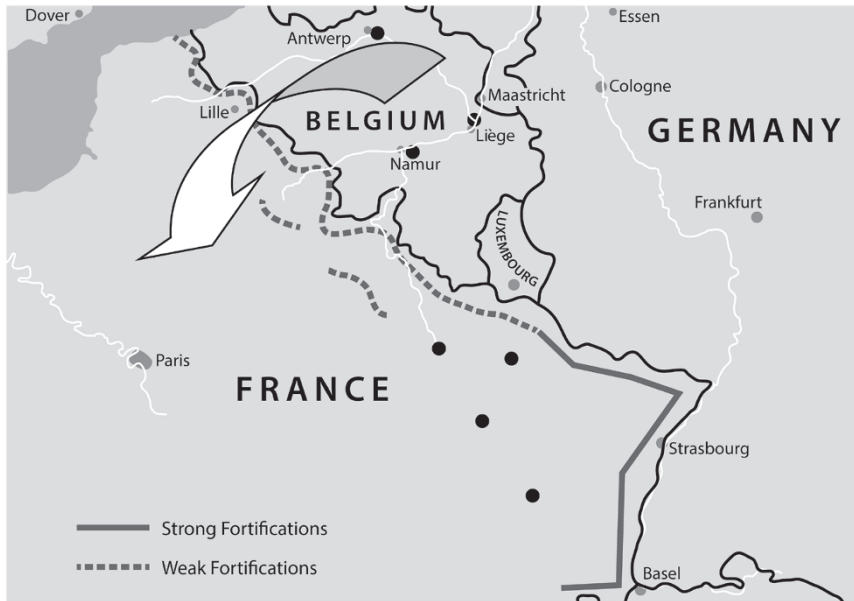 Dover
Essen
Antwerp
Maastricht
Cologne
Lille
BELGIUM
Liège
GERMANY
Namur
Frankfurt
LUXEMBOURG
Paris
FRANCE
Strasbourg
Strong Fortifications
Weak Fortifications
Basel